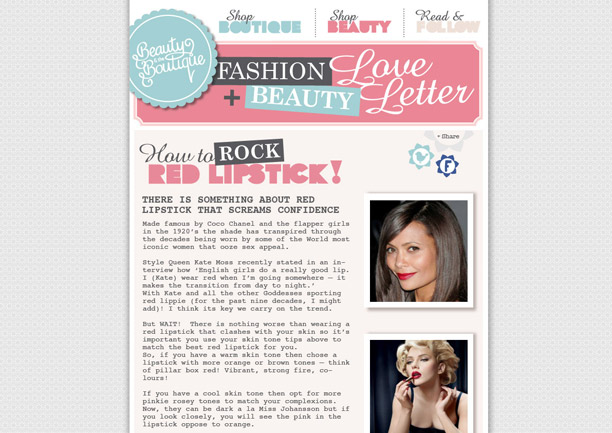 Shop
BOUTIQUE
Shop
BEAUTY
Read &
FOLLOW
Beauty
& the
Boutique
FASHION
+ BEAUTY
Love
Letter
+ Share
How to ROCK
RED LIPSTICK!
THERE IS SOMETHING ABOUT RED
LIPSTICK THAT SCREAMS CONFIDENCE
Made famous by Coco Chanel and the flapper girls
in the 1920's the shade has transpired through
the decades being worn by some of the World most
iconic women that ooze sex appeal.
Style Queen Kate Moss recently stated in an in-
terview how 'English girls do a really good lip.
I (Kate) wear red when I'm going somewhere – it
makes the transition from day to night.'
With Kate and all the other Goddesses sporting
red lippie (for the past nine decades, I might
add)! I think its key we carry on the trend.
But WAIT!  There is nothing worse than wearing a
red lipstick that clashes with your skin so it's
important you use your skin tone tips above to
match the best red lipstick for you.
So, if you have a warm skin tone then chose a
lipstick with more orange or brown tones – think
of pillar box red! Vibrant, strong fire, co-
lours!
If you have a cool skin tone then opt for more
pinkie rosey tones to match your complexions.
Now, they can be dark a la Miss Johansson but if
you look closely, you will see the pink in the
lipstick oppose to orange.